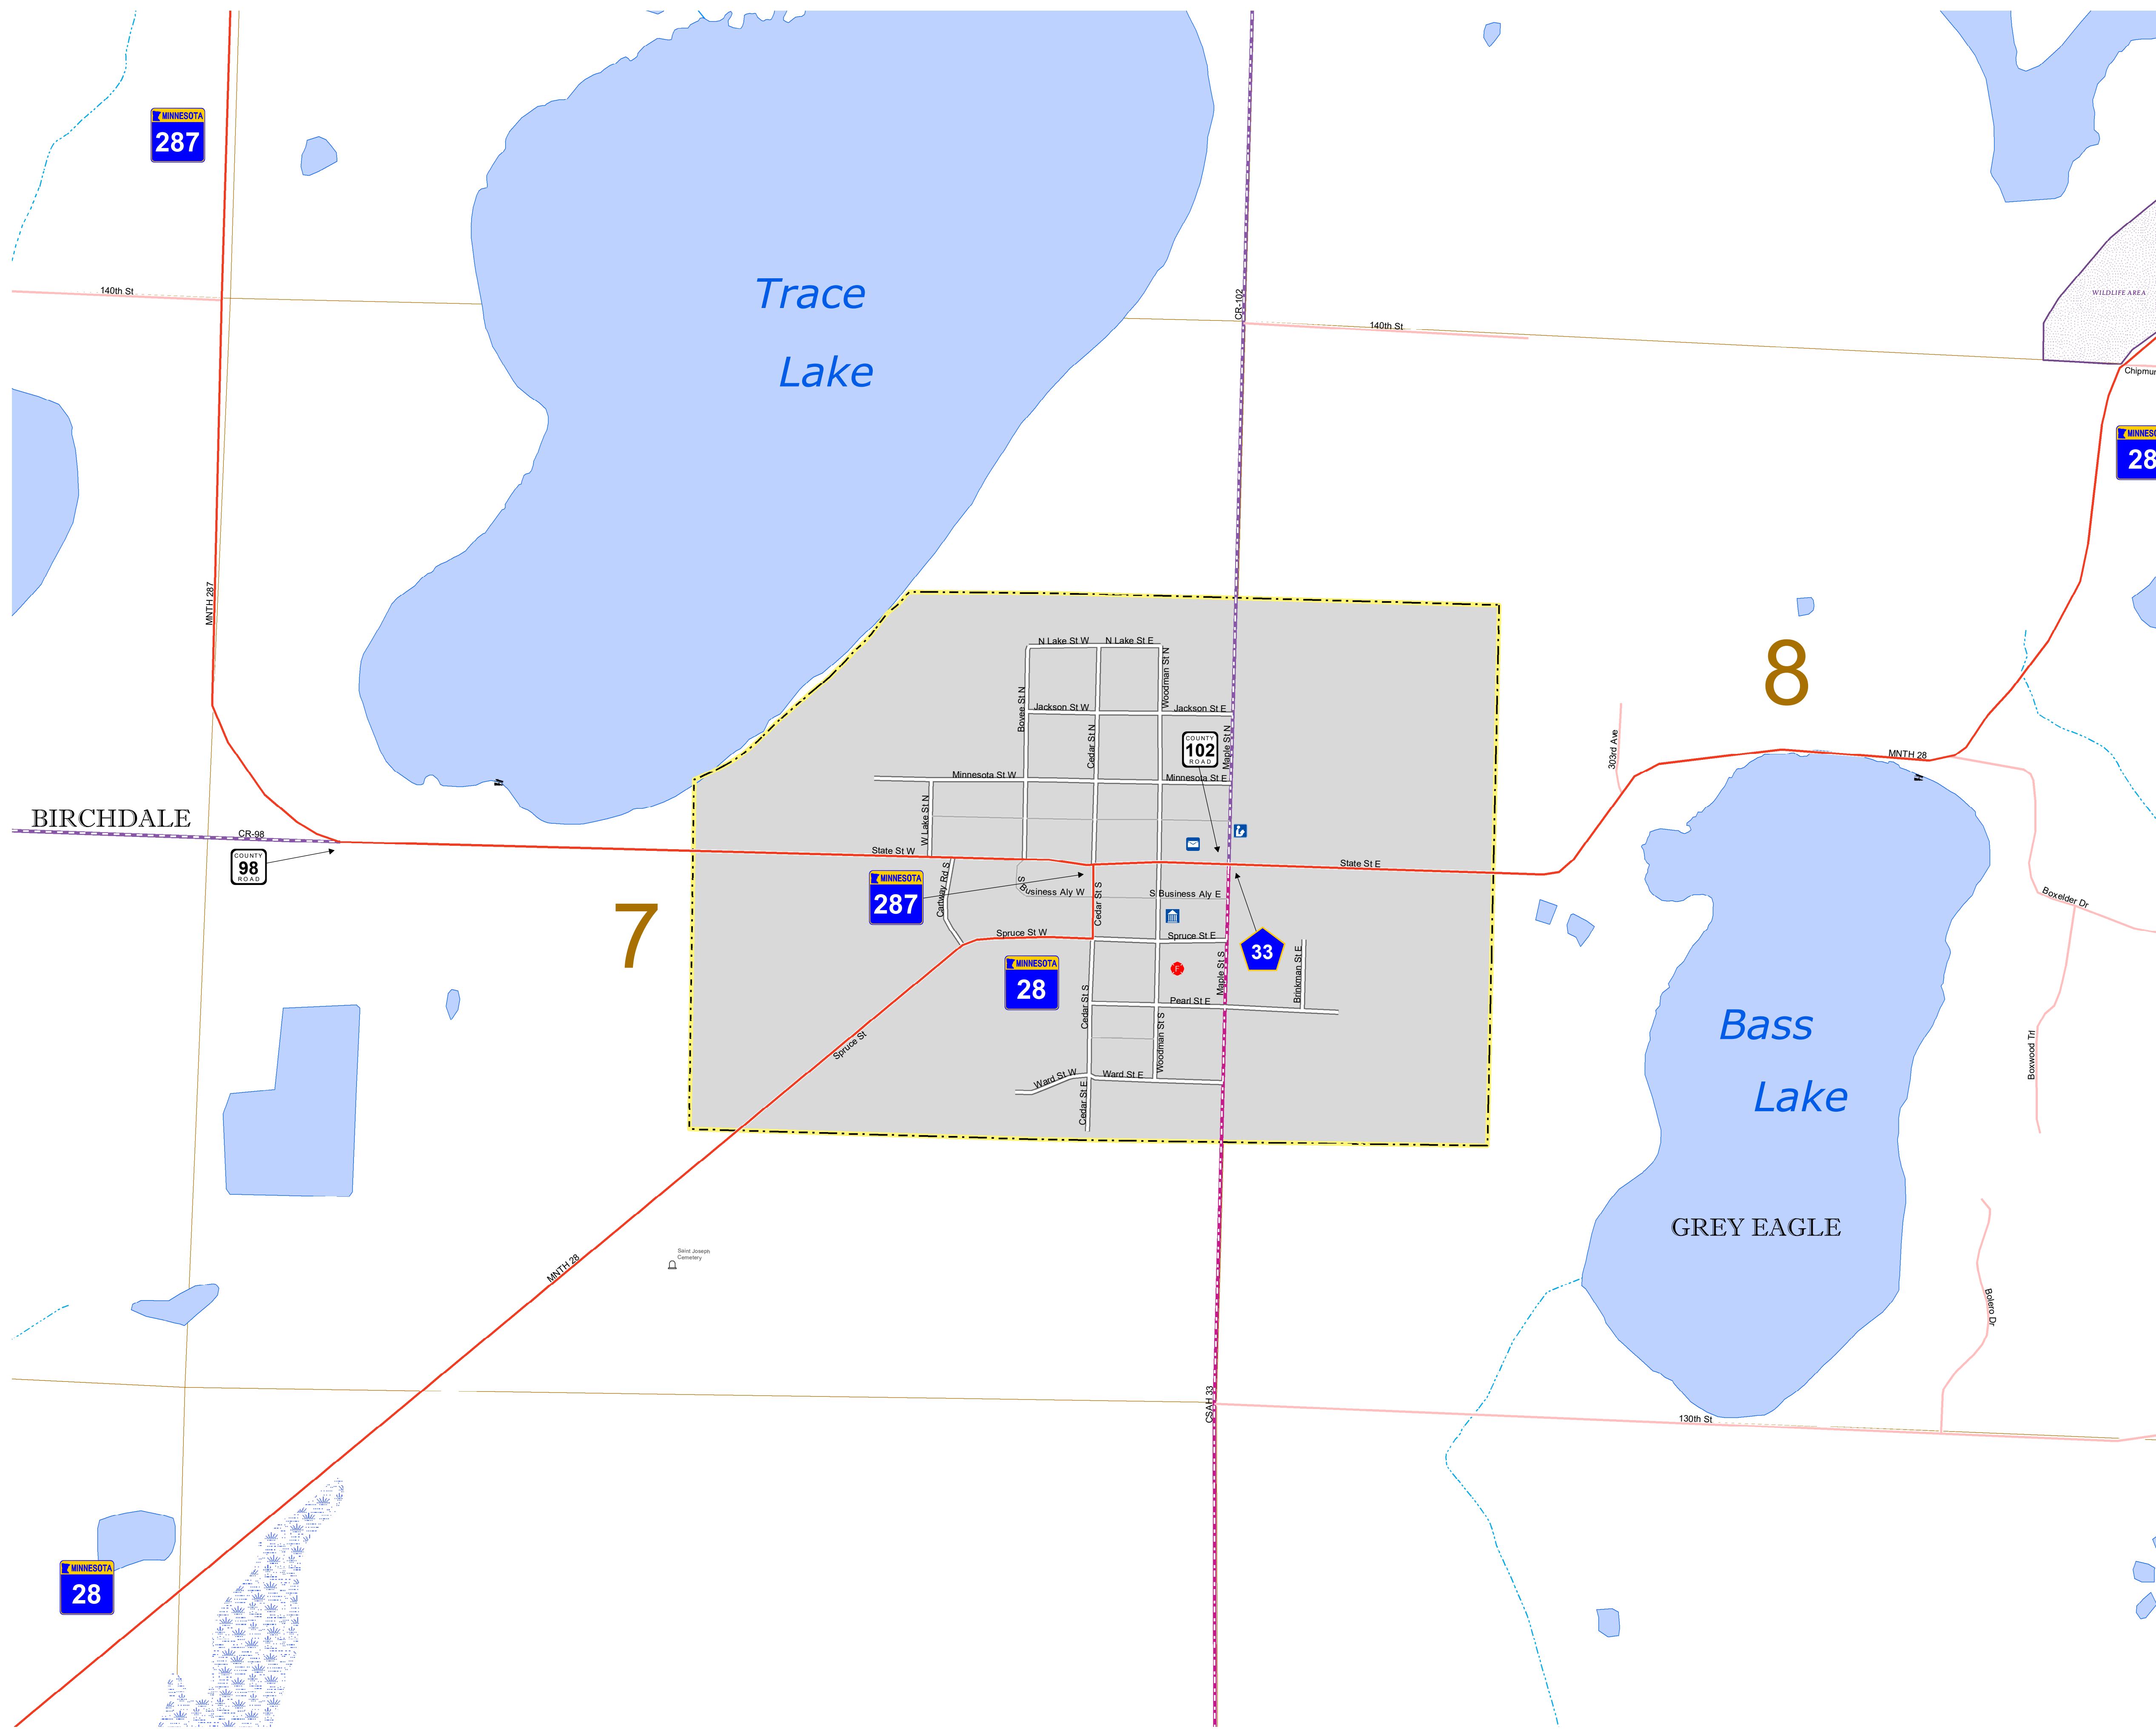 MINNESOTA
287
140th St
Trace
Lake
CR-102
140th St
WILDLIFE AREA
MNTH 287
N Lake St W
N Lake St E
Woodman St N
Bovee St N
Jackson St W
Jackson St E
Cedar St N
COUNTY
102
ROAD
Maple St N
8
303rd Ave
MNTH 28
Minnesota St W
Minnesota St E
W Lake St N
BIRCHDALE
CR-98
COUNTY
98
ROAD
State St W
State St E
MINNESOTA
287
Cartway Rd S
S
Business Aly W
Cedar St S
S Business Aly E
Boxelder Dr
7
Spruce St W
Spruce St E
33
MINNESOTA
28
Maple St S
Brinkman St E
Cedar St S
Pearl St E
Woodman St S
Spruce St
Bass
Lake
Boxwood Trl
Ward St W
Ward St E
Cedar St E
GREY EAGLE
Saint Joseph
Cemetery
MNTH 28
Bolero Dr
CSAH 33
130th St
MINNESOTA
28
F